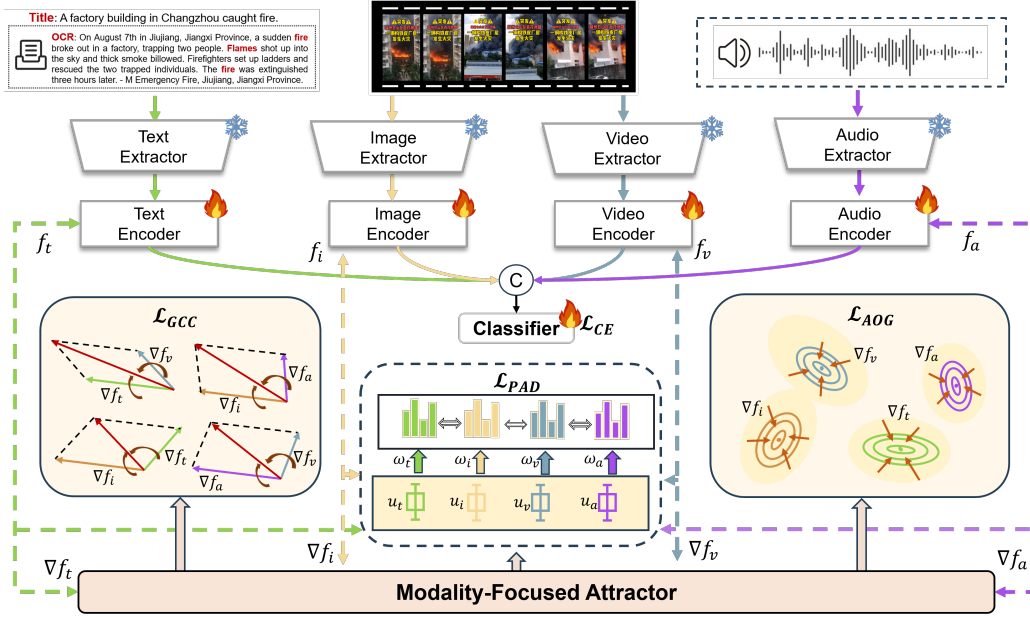 Title: A factory building in Changzhou caught fire.
OCR: On August 7th in Jiujiang, Jiangxi Province, a sudden fire
broke out in a factory, trapping two people. Flames shot up into
the sky and thick smoke billowed. Firefighters set up ladders and
rescued the two trapped individuals. The fire was extinguished
three hours later. - M Emergency Fire, Jiujiang, Jiangxi Province.
Text
Extractor
Image
Extractor
Video
Extractor
Audio
Extractor
Text
Encoder
Image
Encoder
Video
Encoder
Audio
Encoder
f_t
f_i
f_v
f_a
C
Classifier
ℒ_CE
ℒ_GCC
∇f_v
∇f_t
∇f_a
∇f_i
∇f_t
∇f_i
∇f_v
∇f_a
ℒ_PAD
ω_t
ω_i
ω_v
ω_a
u_t
u_i
u_v
u_a
ℒ_AOG
∇f_v
∇f_a
∇f_i
∇f_t
∇f_t
∇f_i
∇f_v
∇f_a
Modality-Focused Attractor